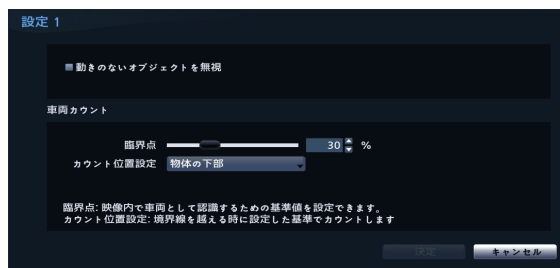 設定 1
動きのないオブジェクトを無視
車両カウント
臨界点 30 %
カウント位置設定 物体の下部
臨界点: 映像内で車両として認識するための基準値を設定できます。
カウント位置設定: 境界線を越える時に設定した基準でカウントします
決定 キャンセル